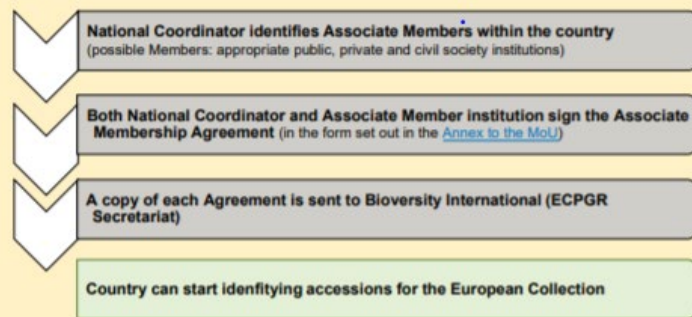 National Coordinator identifies Associate Members within the country
(possible Members: appropriate public, private and civil society institutions)
Both National Coordinator and Associate Member institution sign the Associate
Membership Agreement (in the form set out in the Annex to the MoU)
A copy of each Agreement is sent to Bioversity International (ECPGR
Secretariat)
Country can start idenfitying accessions for the European Collection